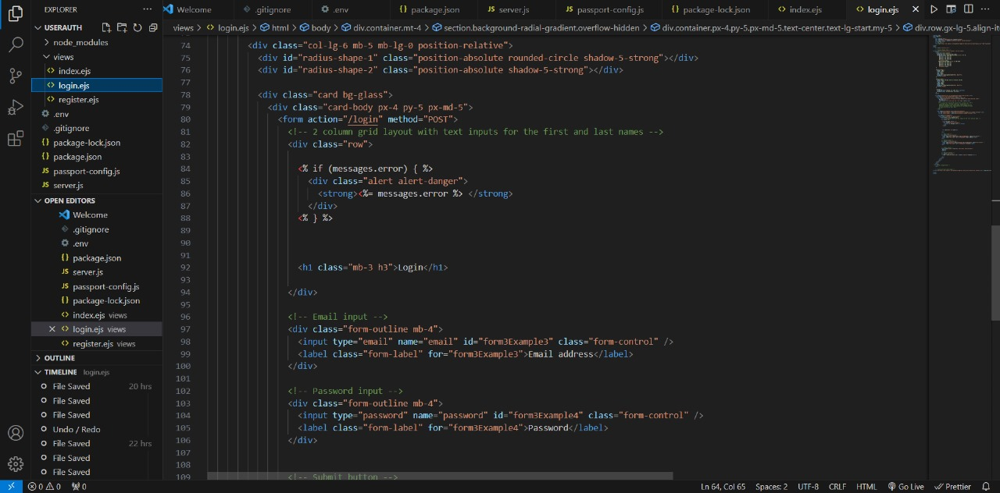 EXPLORER
USERAUTH
node_modules
views
index.ejs
login.ejs
register.ejs
.env
.gitignore
package-lock.json
package.json
passport-config.js
server.js
OPEN EDITORS
Welcome
.gitignore
.env
package.json
server.js
passport-config.js
package-lock.json
index.ejs views
login.ejs views
register.ejs views
OUTLINE
TIMELINE login.ejs
File Saved 20 hrs
File Saved
File Saved
Undo / Redo
File Saved 22 hrs
File Saved
File Saved
Welcome .gitignore .env package.json server.js passport-config.js package-lock.json index.ejs login.ejs
views > login.ejs > html > body > div.container.mt-4 > section.background-radial-gradient.overflow-hidden > div.container.px-4.py-5.px-md-5.text-center.text-lg-start.my-5 > div.row.gx-lg-5.align-ite
74 <div class="col-lg-6 mb-5 mb-lg-0 position-relative">
75 <div id="radius-shape-1" class="position-absolute rounded-circle shadow-5-strong"></div>
76 <div id="radius-shape-2" class="position-absolute shadow-5-strong"></div>
77
78 <div class="card bg-glass">
79 <div class="card-body px-4 py-5 px-md-5">
80 <form action="/login" method="POST">
81 <!-- 2 column grid layout with text inputs for the first and last names -->
82 <div class="row">
83
84 <% if (messages.error) { %>
85 <div class="alert alert-danger">
86 <strong><%= messages.error %> </strong>
87 </div>
88 <% } %>
89
90
91
92 <h1 class="mb-3 h3">Login</h1>
93
94 </div>
95
96 <!-- Email input -->
97 <div class="form-outline mb-4">
98 <input type="email" name="email" id="form3Example3" class="form-control" />
99 <label class="form-label" for="form3Example3">Email address</label>
100 </div>
101
102 <!-- Password input -->
103 <div class="form-outline mb-4">
104 <input type="password" name="password" id="form3Example4" class="form-control" />
105 <label class="form-label" for="form3Example4">Password</label>
106 </div>
107
108
109 <!-- Submit button -->
0 0 0 Ln 64, Col 65 Spaces: 2 UTF-8 CRLF HTML Go Live Prettier